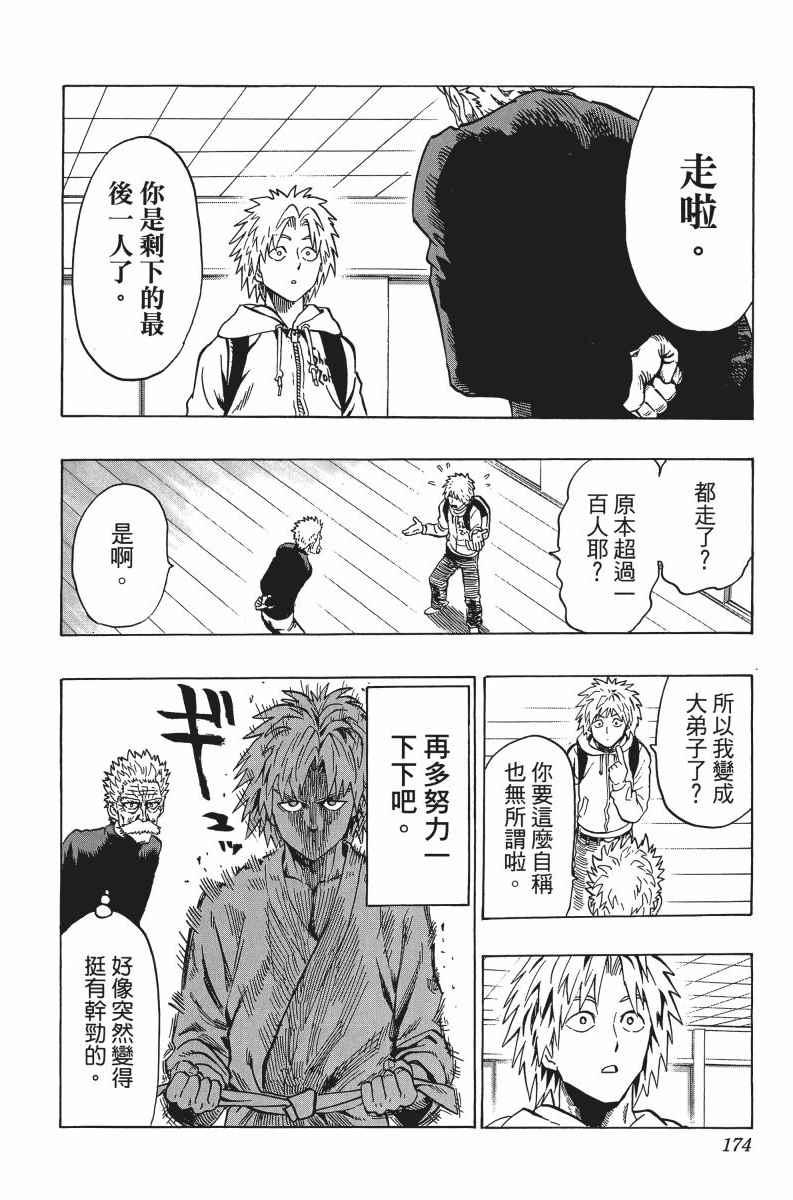 走啦。
你是剩下的最
後一人了。
都走了?
原本超過一
百人耶?
是啊。
所以我變成
大弟子了?
你要這麼自稱
也無所謂啦。
再多努力一
下下吧。
ギュッ
好像突然變得
挺有幹勁的。
174